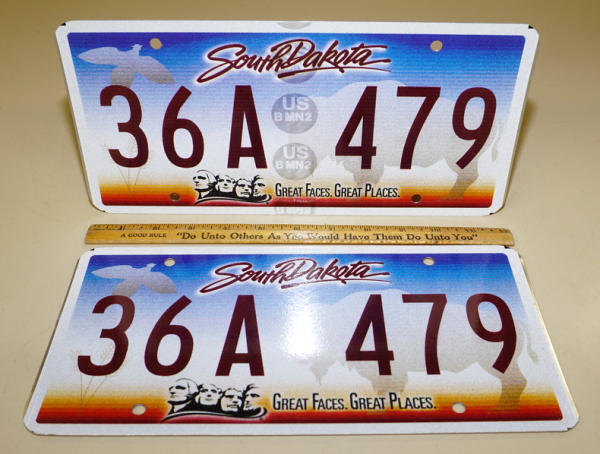 South Dakota
36A 479
US
BMN2
US
BMN2
GREAT FACES. GREAT PLACES.
A GOOD RULE "Do Unto Others As You Would Have Them Do Unto You"
South Dakota
36A 479
GREAT FACES. GREAT PLACES.